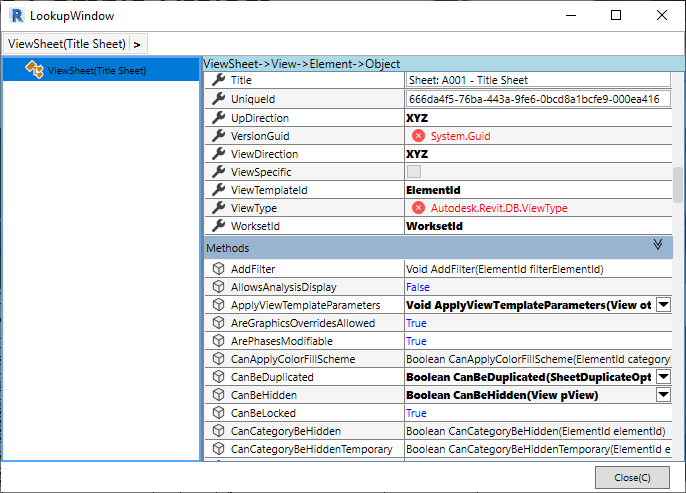 LookupWindow
ViewSheet(Title Sheet) >
ViewSheet(Title Sheet)
ViewSheet->View->Element->Object
Title Sheet: A001 - Title Sheet
UniqueId 666da4f5-76ba-443a-9fe6-0bcd8a1bcfe9-000ea416
UpDirection XYZ
VersionGuid System.Guid
ViewDirection XYZ
ViewSpecific
ViewTemplateId ElementId
ViewType Autodesk.Revit.DB.ViewType
WorksetId WorksetId
Methods
AddFilter Void AddFilter(ElementId filterElementId)
AllowsAnalysisDisplay False
ApplyViewTemplateParameters Void ApplyViewTemplateParameters(View ot
AreGraphicsOverridesAllowed True
ArePhasesModifiable True
CanApplyColorFillScheme Boolean CanApplyColorFillScheme(ElementId category
CanBeDuplicated Boolean CanBeDuplicated(SheetDuplicateOpt
CanBeHidden Boolean CanBeHidden(View pView)
CanBeLocked True
CanCategoryBeHidden Boolean CanCategoryBeHidden(ElementId elementId)
CanCategoryBeHiddenTemporary Boolean CanCategoryBeHiddenTemporary(ElementId e
Close(C)